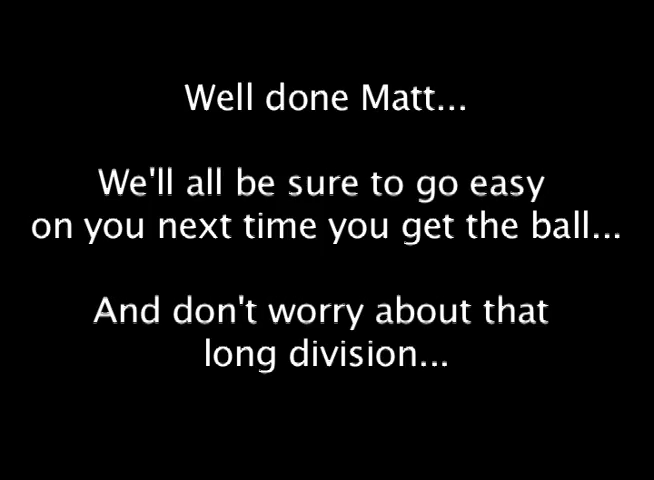 Well done Matt...
We'll all be sure to go easy
on you next time you get the ball...
And don't worry about that
long division...